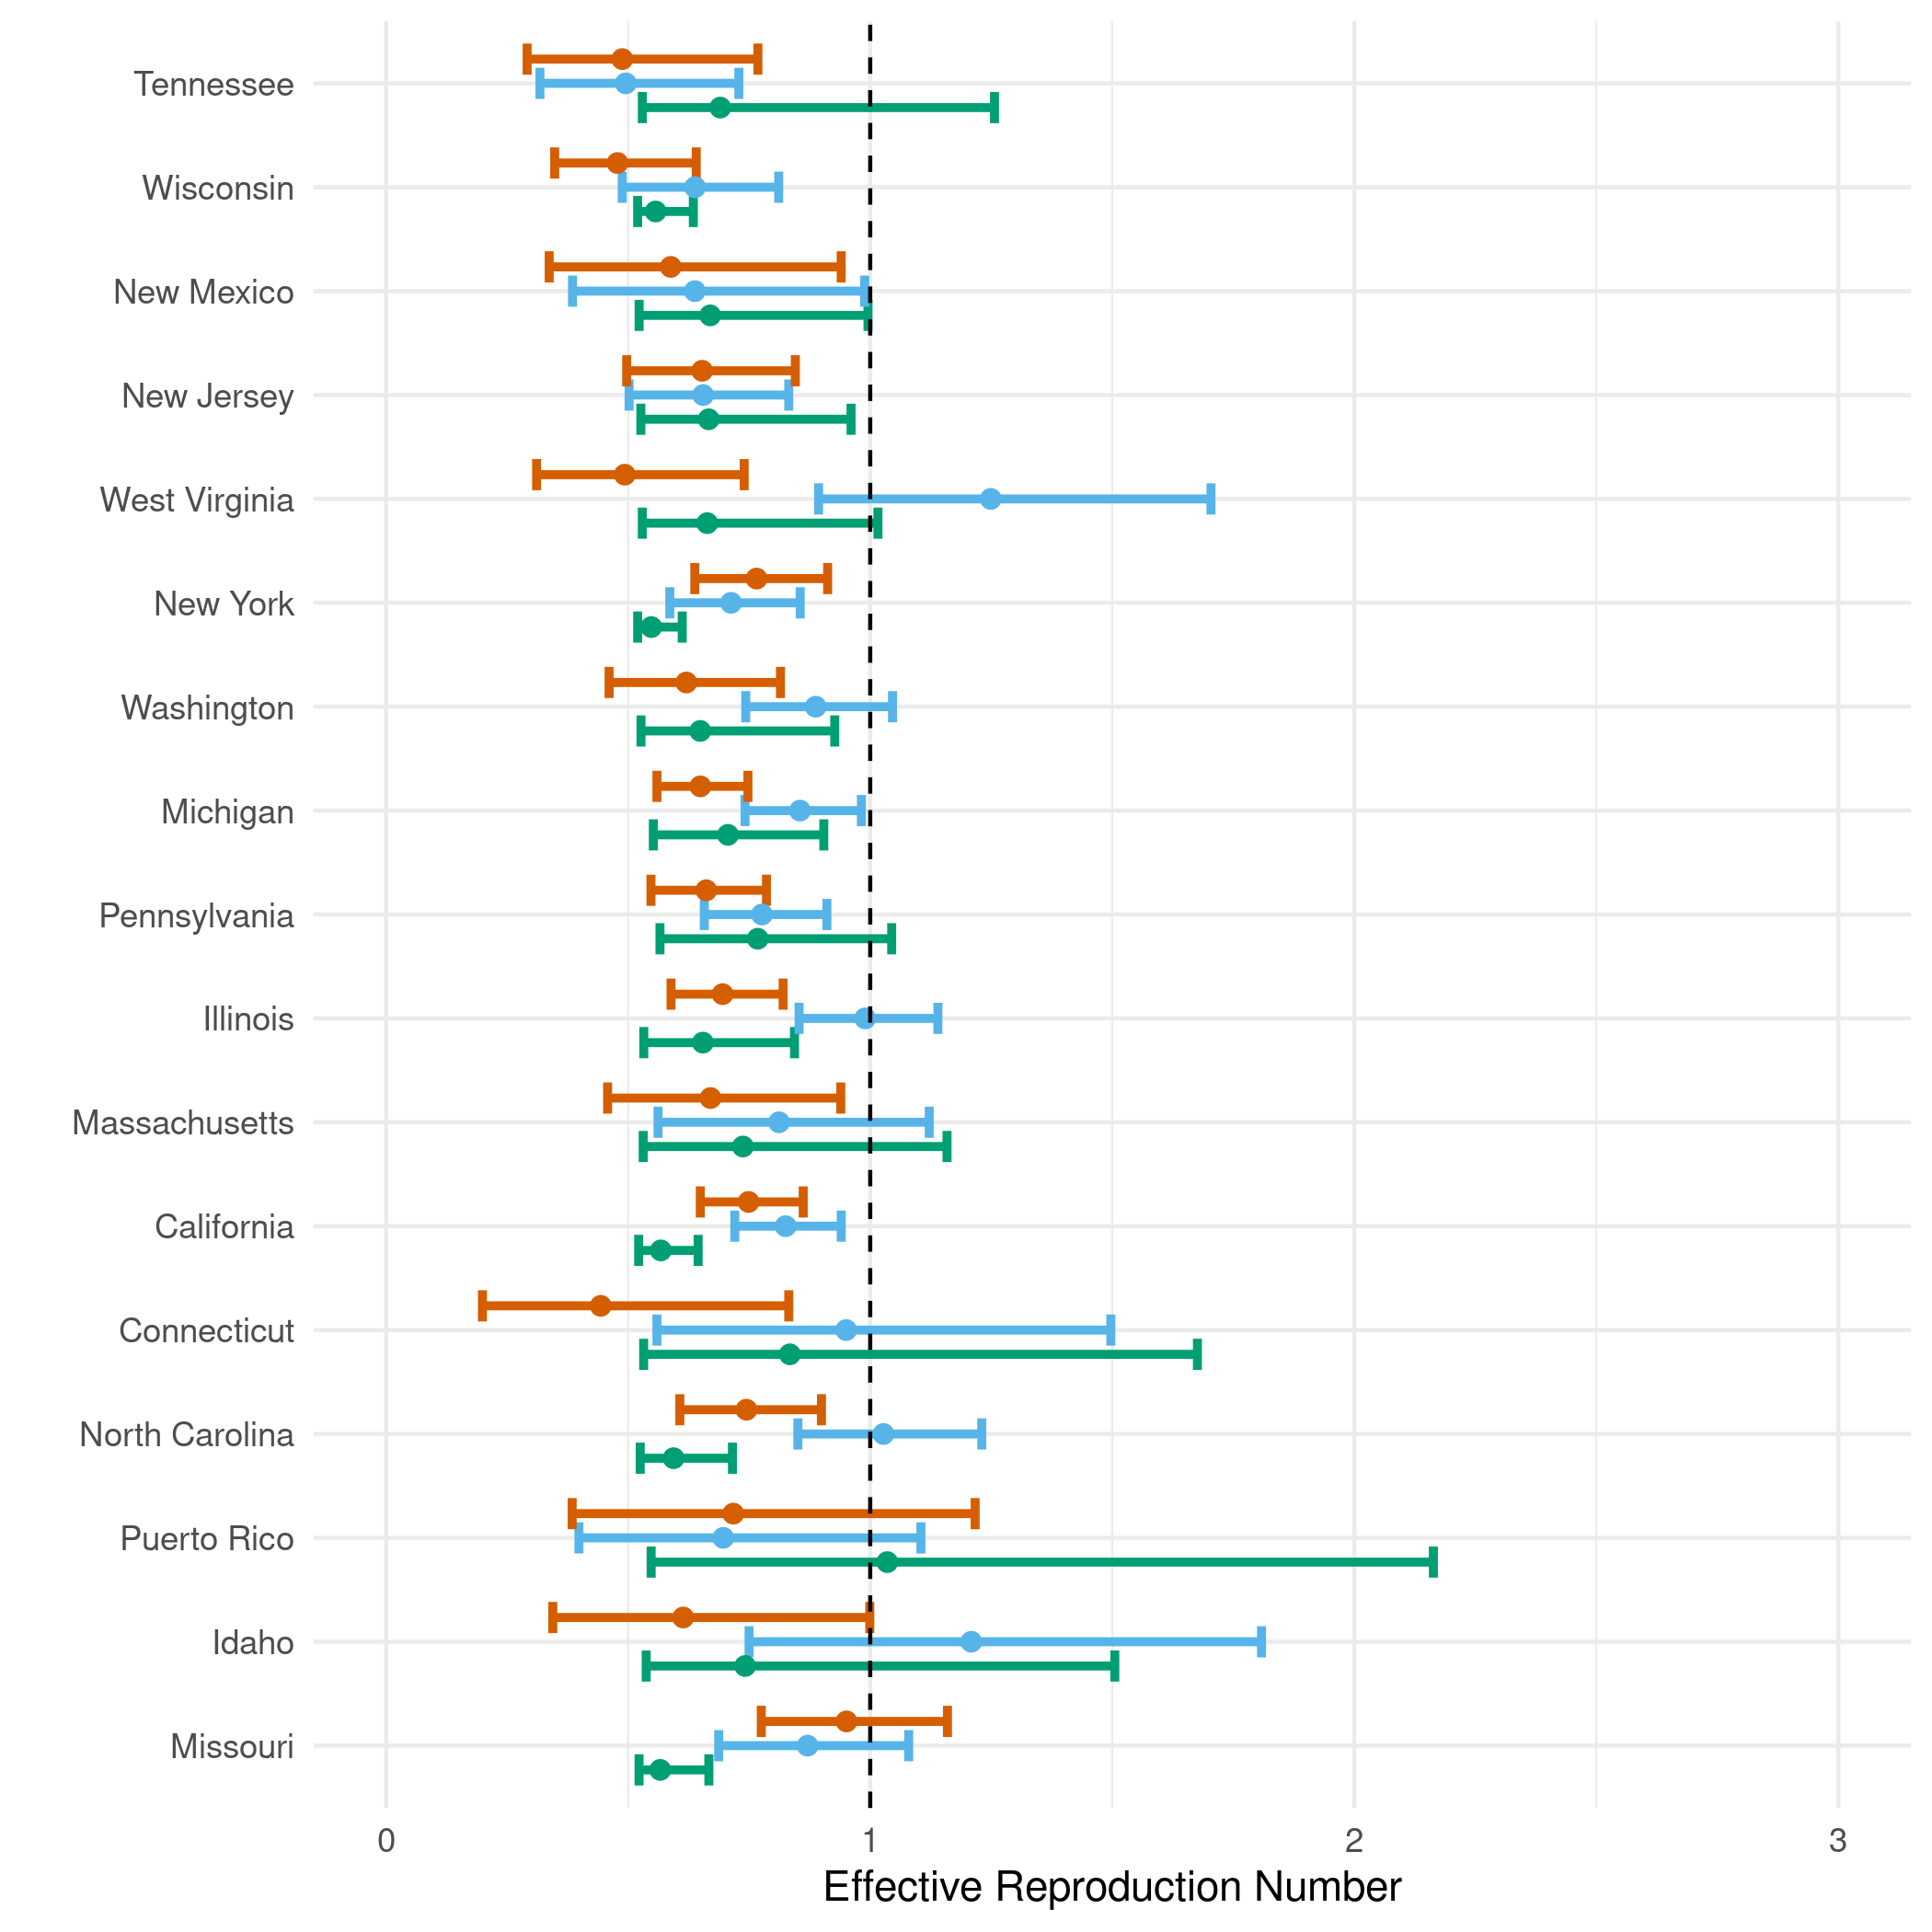 Tennessee
Wisconsin
New Mexico
New Jersey
West Virginia
New York
Washington
Michigan
Pennsylvania
Illinois
Massachusetts
California
Connecticut
North Carolina
Puerto Rico
Idaho
Missouri
0 1 2 3
Effective Reproduction Number